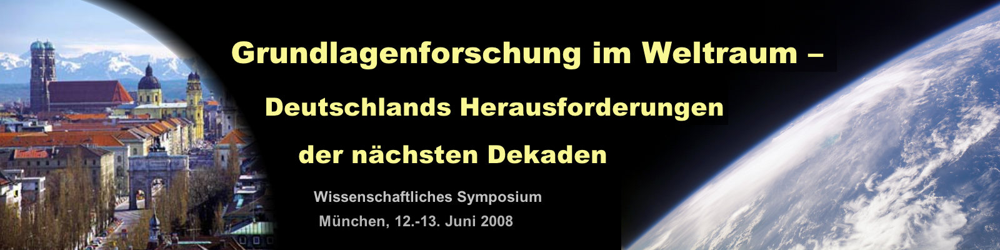 Grundlagenforschung im Weltraum –
Deutschlands Herausforderungen
der nächsten Dekaden
Wissenschaftliches Symposium
München, 12.-13. Juni 2008